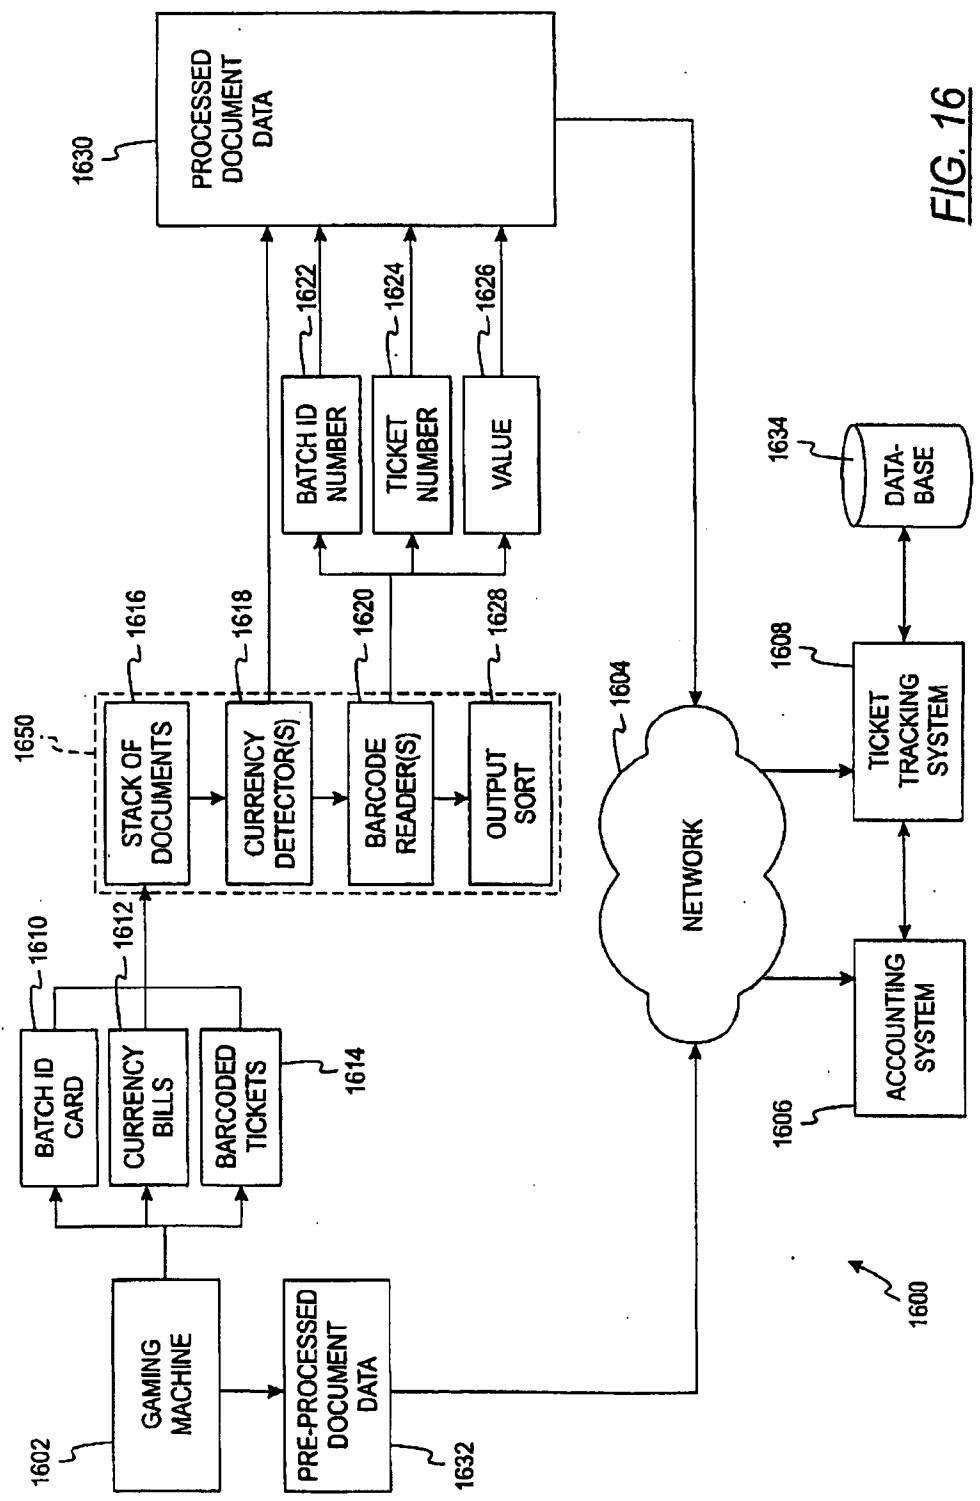 1602
GAMING
MACHINE
PRE-PROCESSED
DOCUMENT
DATA
1632
BATCH ID
CARD
1610
CURRENCY
BILLS
1612
BARCODED
TICKETS
1614
1650
STACK OF
DOCUMENTS
1616
CURRENCY
DETECTOR(S)
1618
BARCODE
READER(S)
1620
OUTPUT
SORT
1628
BATCH ID
NUMBER
1622
TICKET
NUMBER
1624
VALUE
1626
1630
PROCESSED
DOCUMENT
DATA
NETWORK
1604
1606
ACCOUNTING
SYSTEM
1608
TICKET
TRACKING
SYSTEM
1634
DATA-
BASE
1600
FIG. 16